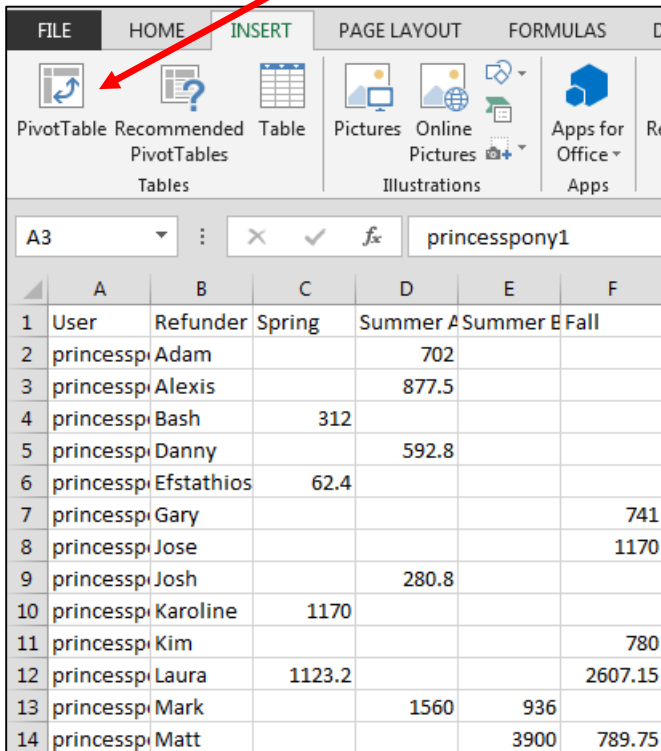 FILE HOME INSERT PAGE LAYOUT FORMULAS D
PivotTable Recommended PivotTables Table Pictures Online Pictures Apps for Office Re
Tables Illustrations Apps
A3 fx princesspony1
A B C D E F
1 User Refunder Spring Summer A Summer B Fall
2 princessp Adam 702
3 princessp Alexis 877.5
4 princessp Bash 312
5 princessp Danny 592.8
6 princessp Efstathios 62.4
7 princessp Gary 741
8 princessp Jose 1170
9 princessp Josh 280.8
10 princessp Karoline 1170
11 princessp Kim 780
12 princessp Laura 1123.2 2607.15
13 princessp Mark 1560 936
14 princessp Matt 3900 789.75